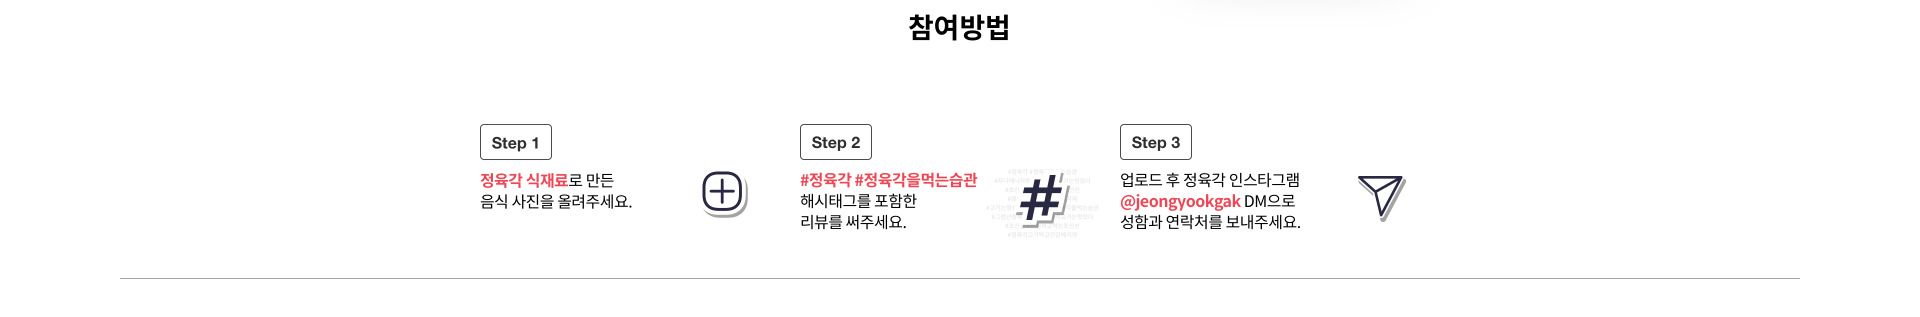 참여방법
Step 1
정육각 식재료로 만든
음식 사진을 올려주세요.
Step 2
#정육각 #정육각을먹는습관
해시태그를 포함한
리뷰를 써주세요.
#
Step 3
업로드 후 정육각 인스타그램
@jeongyookgak DM으로
성함과 연락처를 보내주세요.